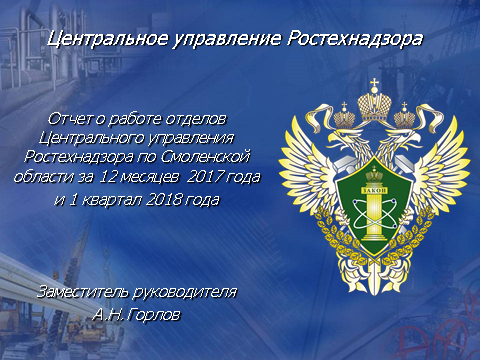 Центральное управление Ростехнадзора
Отчет о работе отделов
Центрального управления
Ростехнадзора по Смоленской
области за 12 месяцев 2017 года
и 1 квартал 2018 года
ЗАКОН
Заместитель руководителя
А.Н. Горлов